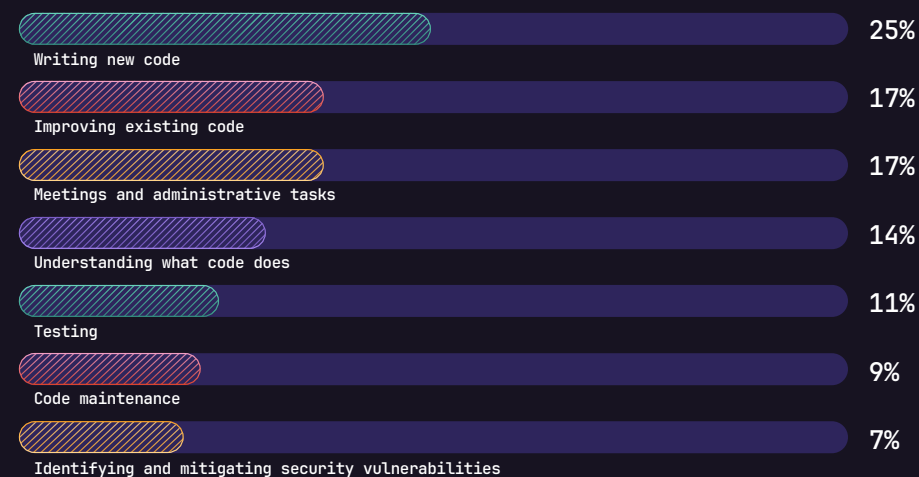 25%
Writing new code
17%
Improving existing code
17%
Meetings and administrative tasks
14%
Understanding what code does
11%
Testing
9%
Code maintenance
7%
Identifying and mitigating security vulnerabilities